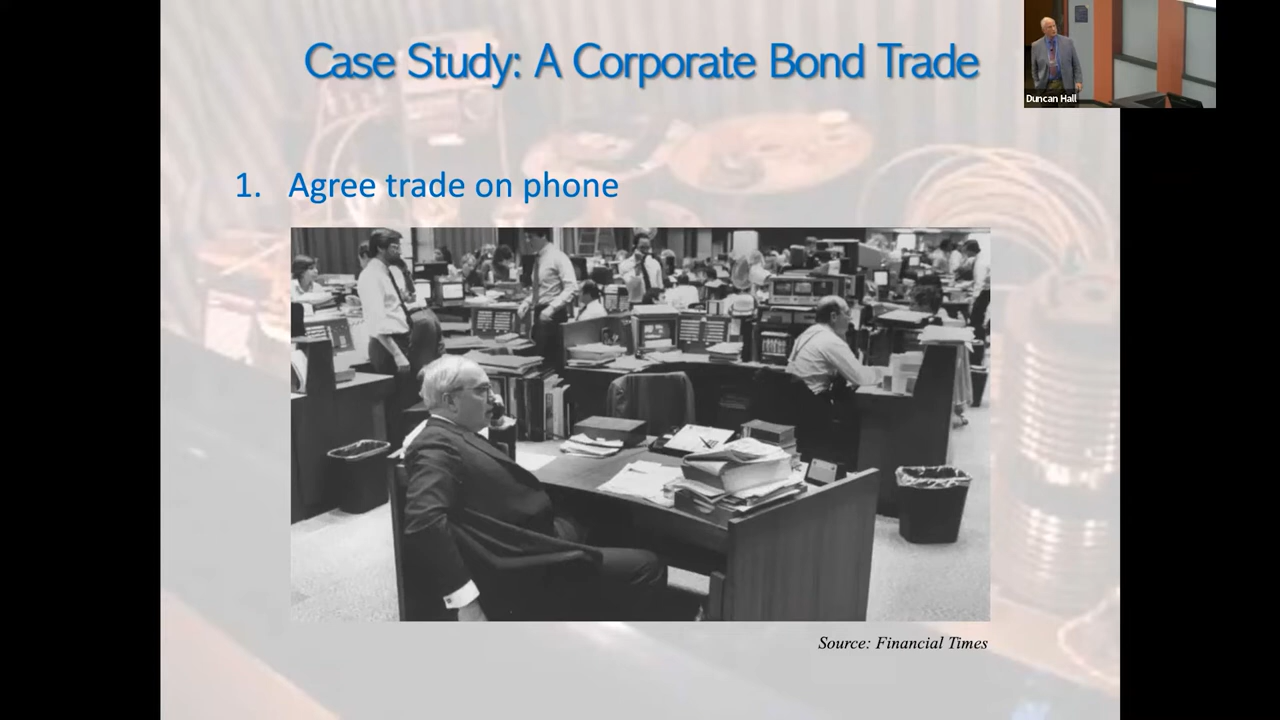 Case Study: A Corporate Bond Trade
Duncan Hall
1. Agree trade on phone
Source: Financial Times